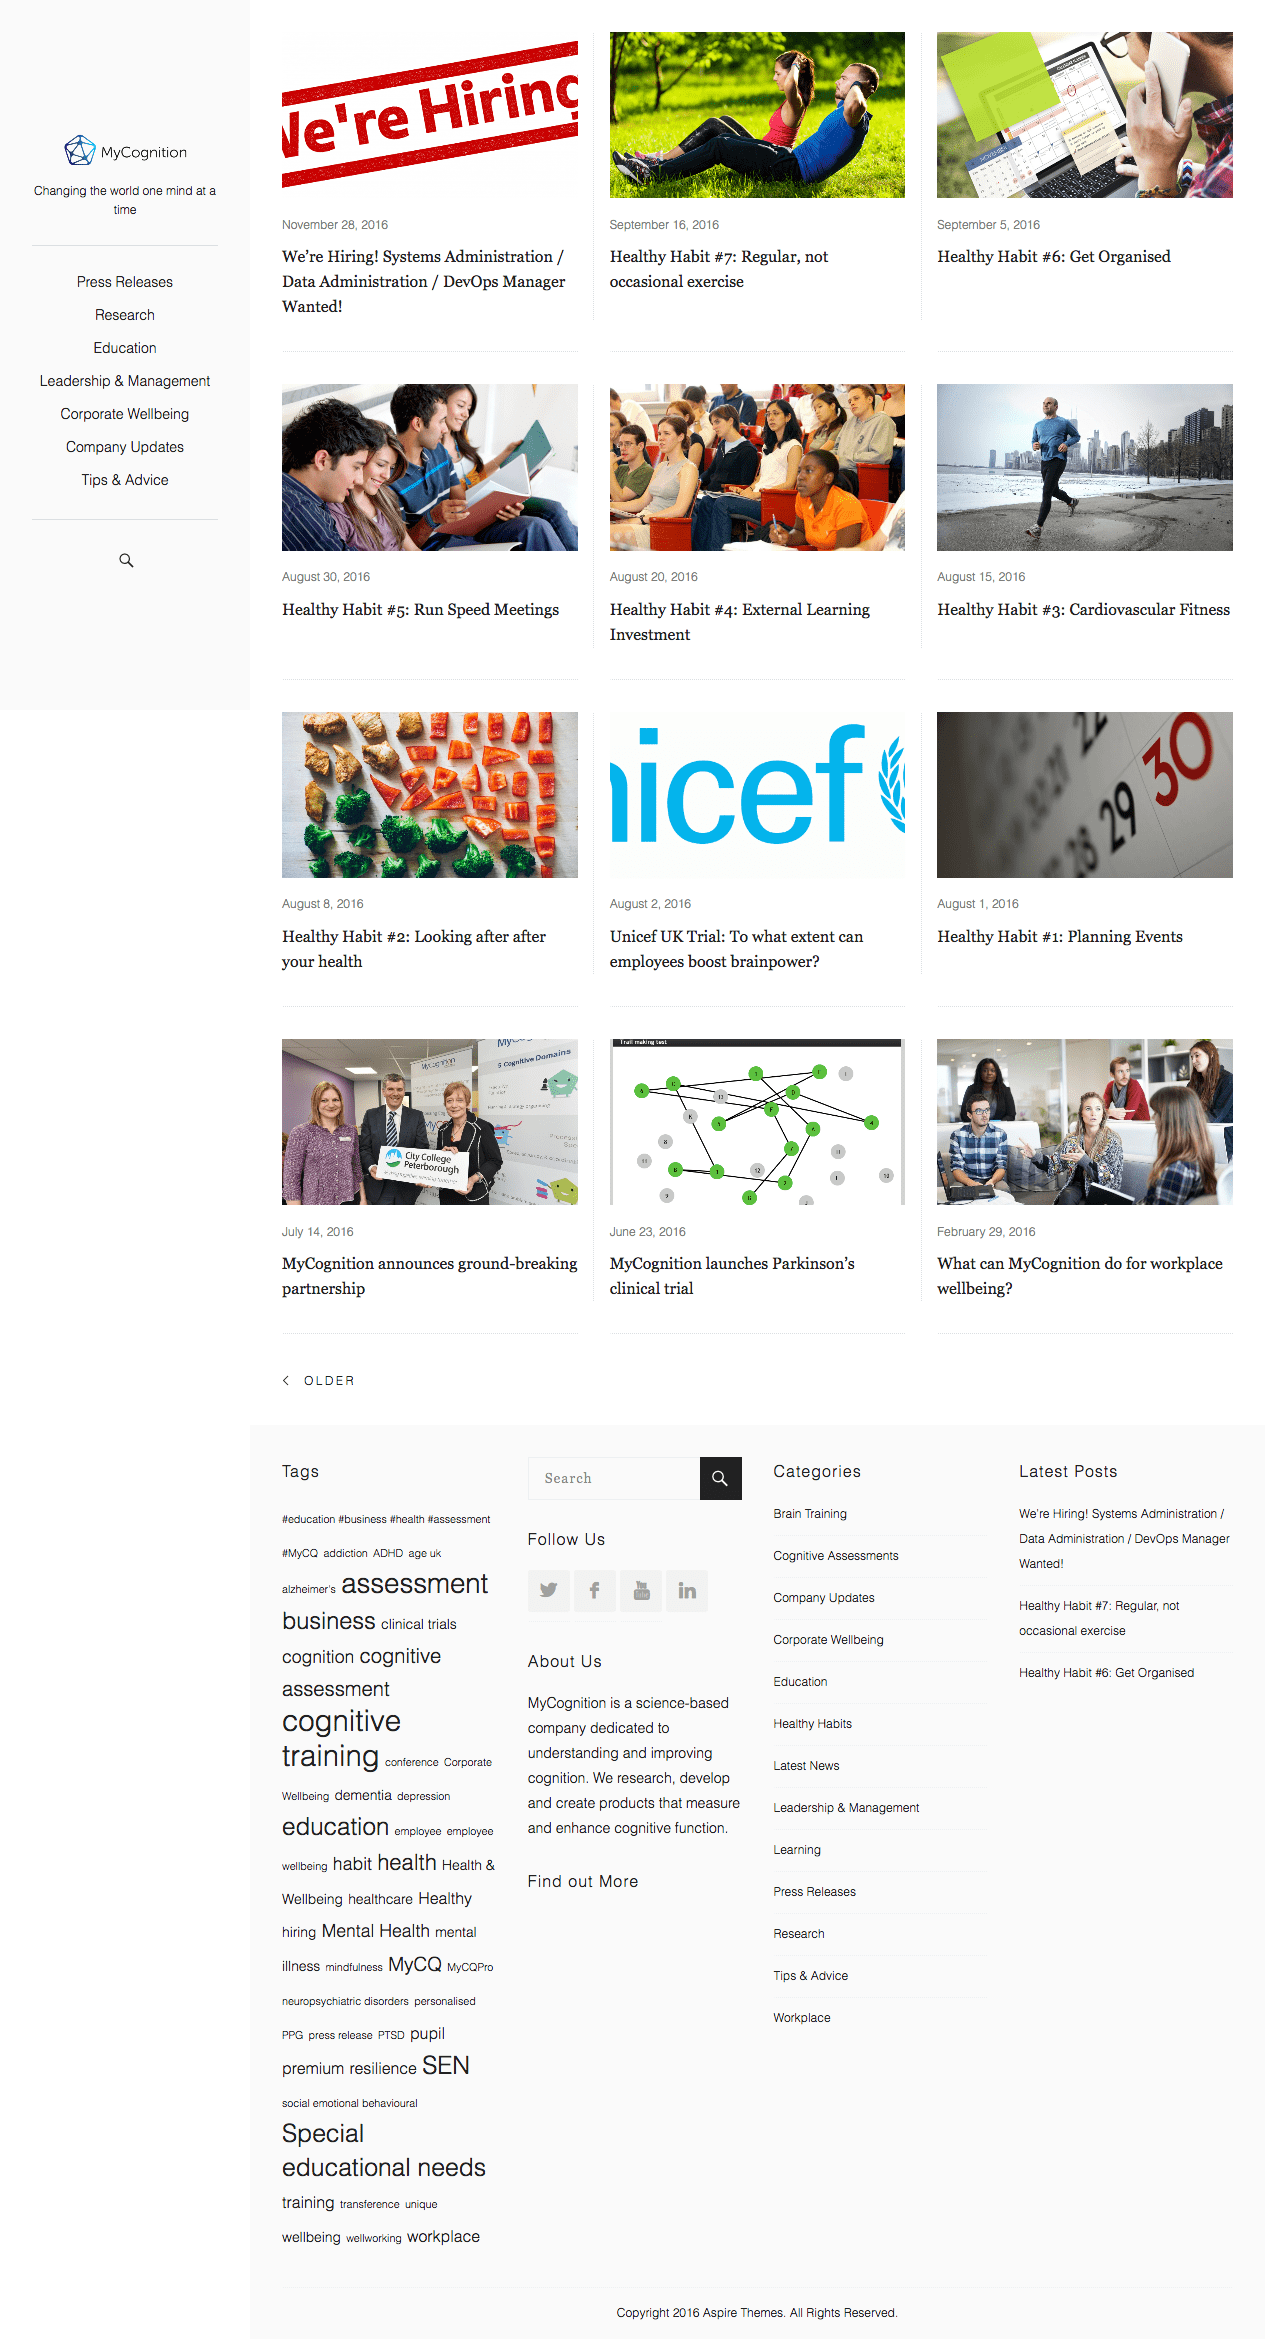 MyCognition
Changing the world one mind at a
time
Press Releases
Research
Education
Leadership & Management
Corporate Wellbeing
Company Updates
Tips & Advice
We're Hiring
November 28, 2016
We’re Hiring! Systems Administration /
Data Administration / DevOps Manager
Wanted!
September 16, 2016
Healthy Habit #7: Regular, not
occasional exercise
NOVEMBER
September 5, 2016
Healthy Habit #6: Get Organised
August 30, 2016
Healthy Habit #5: Run Speed Meetings
August 20, 2016
Healthy Habit #4: External Learning
Investment
August 15, 2016
Healthy Habit #3: Cardiovascular Fitness
August 8, 2016
Healthy Habit #2: Looking after after
your health
nicef
August 2, 2016
Unicef UK Trial: To what extent can
employees boost brainpower?
22
30
29
28
August 1, 2016
Healthy Habit #1: Planning Events
MyCognition
5 Cognitive Domains
City College
Peterborough
July 14, 2016
MyCognition announces ground-breaking
partnership
Trail making test
June 23, 2016
MyCognition launches Parkinson’s
clinical trial
February 29, 2016
What can MyCognition do for workplace
wellbeing?
OLDER
Tags
#education #business #health #assessment
#MyCQ addiction ADHD age uk
alzheimer's assessment
business clinical trials
cognition cognitive
assessment
cognitive
training conference Corporate
Wellbeing dementia depression
education employee employee
wellbeing habit health Health &
Wellbeing healthcare Healthy
hiring Mental Health mental
illness mindfulness MyCQ MyCQPro
neuropsychiatric disorders personalised
PPG press release PTSD pupil
premium resilience SEN
social emotional behavioural
Special
educational needs
training transference unique
wellbeing wellworking workplace
Search
Follow Us
You Tube
in
About Us
MyCognition is a science-based
company dedicated to
understanding and improving
cognition. We research, develop
and create products that measure
and enhance cognitive function.
Find out More
Categories
Brain Training
Cognitive Assessments
Company Updates
Corporate Wellbeing
Education
Healthy Habits
Latest News
Leadership & Management
Learning
Press Releases
Research
Tips & Advice
Workplace
Latest Posts
We’re Hiring! Systems Administration /
Data Administration / DevOps Manager
Wanted!
Healthy Habit #7: Regular, not
occasional exercise
Healthy Habit #6: Get Organised
Copyright 2016 Aspire Themes. All Rights Reserved.